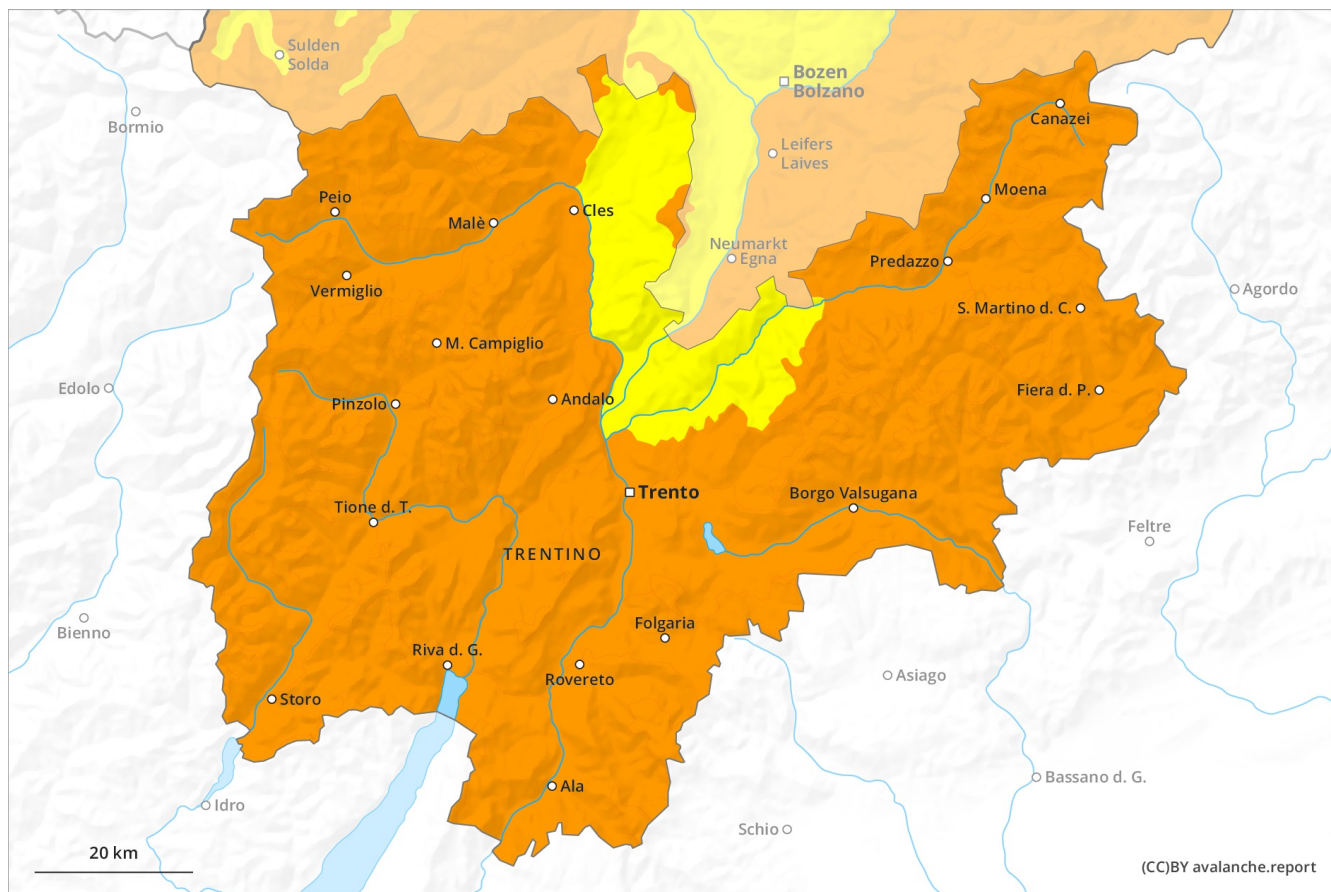 Sulden
Solda
Bozen
Bolzano
Bormio
Canazei
Leifers
Laives
Moena
Peio
Malè
Cles
Neumarkt
Egna
Predazzo
Vermiglio
Agordo
S. Martino d. C.
M. Campiglio
Edolo
Pinzolo
Andalo
Fiera d. P.
Trento
Borgo Valsugana
Tione d. T.
Feltre
TRENTINO
Bienno
Folgaria
Riva d. G.
Rovereto
Asiago
Storo
Bassano d. G.
Ala
Idro
Schio
20 km
(CC)BY avalanche.report